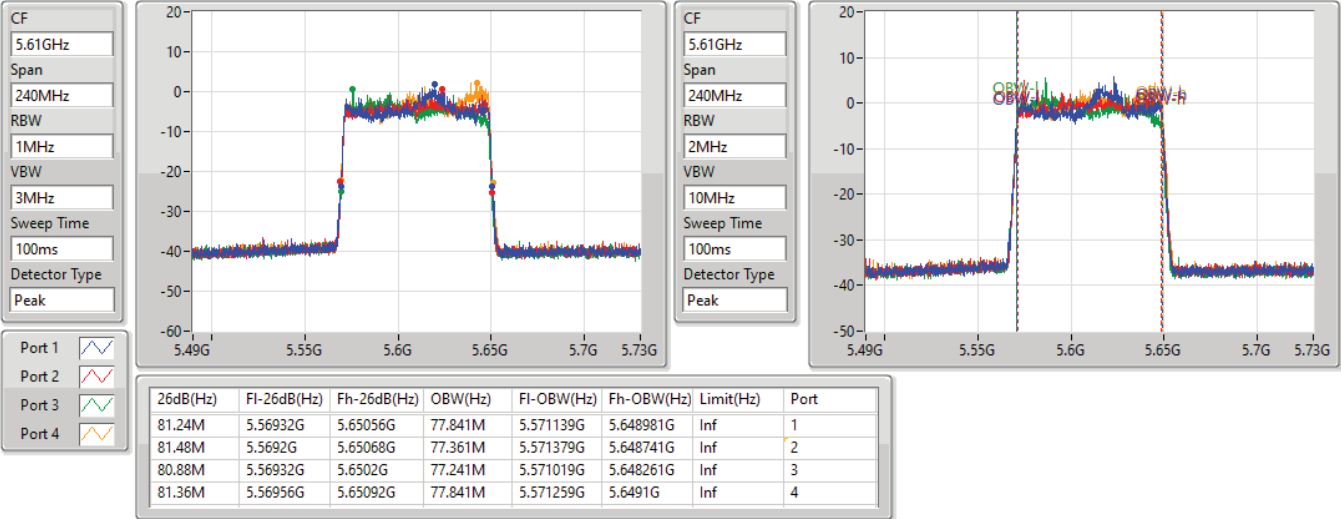 CF
5.61GHz
Span
240MHz
RBW
1MHz
VBW
3MHz
Sweep Time
100ms
Detector Type
Peak
20
10
0
-10
-20
-30
-40
-50
-60
5.49G 5.55G 5.6G 5.65G 5.7G 5.73G
CF
5.61GHz
Span
240MHz
RBW
2MHz
VBW
10MHz
Sweep Time
100ms
Detector Type
Peak
20
10
0
-10
-20
-30
-40
-50
OBW-l OBW-h
5.49G 5.55G 5.6G 5.65G 5.7G 5.73G
Port 1
Port 2
Port 3
Port 4
26dB(Hz) Fl-26dB(Hz) Fh-26dB(Hz) OBW(Hz) Fl-OBW(Hz) Fh-OBW(Hz) Limit(Hz) Port
81.24M 5.56932G 5.65056G 77.841M 5.571139G 5.648981G Inf 1
81.48M 5.5692G 5.65068G 77.361M 5.571379G 5.648741G Inf 2
80.88M 5.56932G 5.6502G 77.241M 5.571019G 5.648261G Inf 3
81.36M 5.56956G 5.65092G 77.841M 5.571259G 5.6491G Inf 4